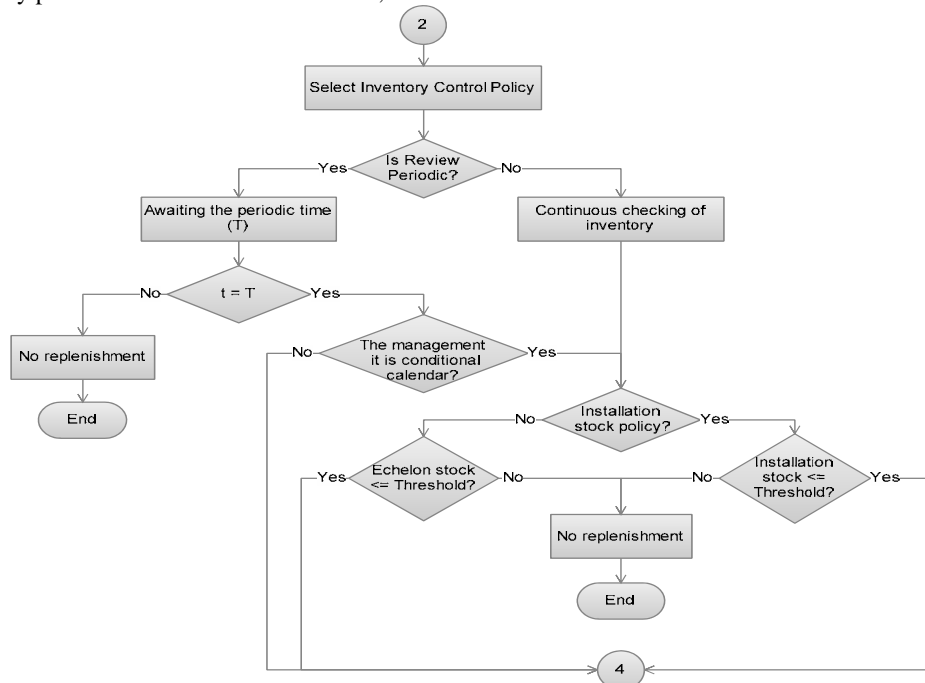 2
Select Inventory Control Policy
Is Review
Periodic?
Yes
No
Awaiting the periodic time
(T)
Continuous checking of
inventory
t = T
No
Yes
No replenishment
End
The management
it is conditional
calendar?
No
Yes
Installation
stock policy?
No
Yes
Echelon stock
<= Threshold?
Yes
No
Installation
stock <=
Threshold?
No
Yes
No replenishment
End
4